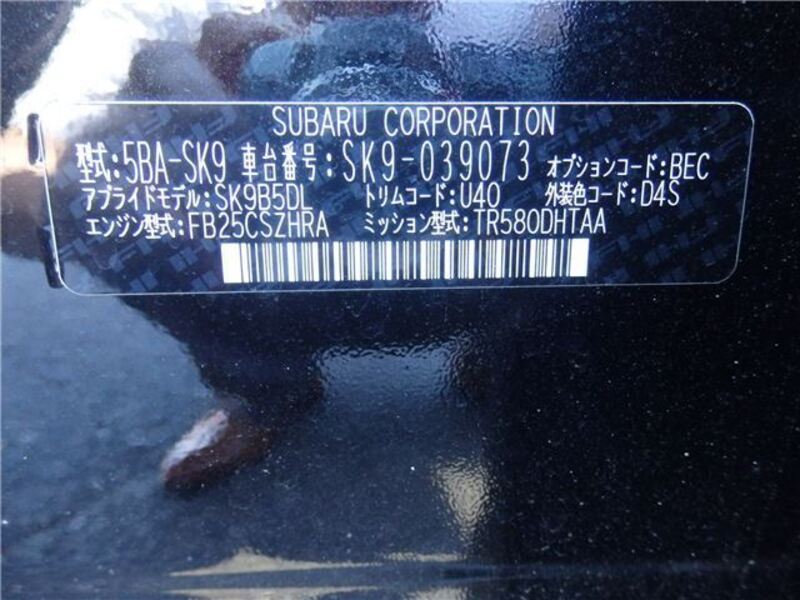 SUBARU CORPORATION
型式:5BA-SK9 車台番号:SK9-039073 オプションコード:BEC
アプライドモデル:SK9B5DL トリムコード:U40 外装色コード:D4S
エンジン型式:FB25CSZHRA ミッション型式:TR580DHTAA